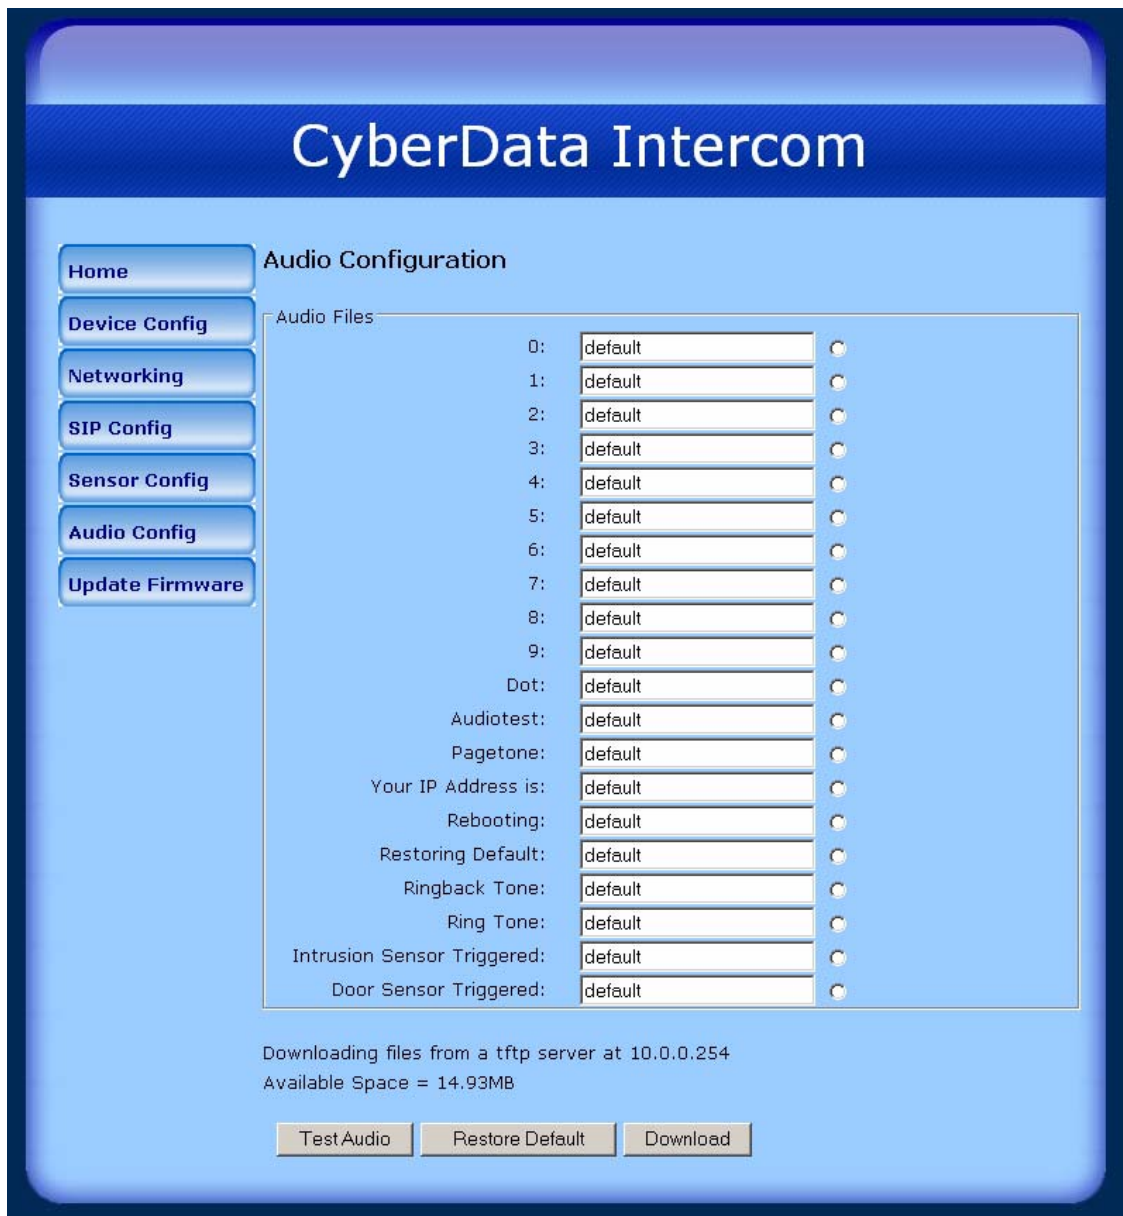 CyberData Intercom
Home
Device Config
Networking
SIP Config
Sensor Config
Audio Config
Update Firmware
Audio Configuration
Audio Files
0: default
1: default
2: default
3: default
4: default
5: default
6: default
7: default
8: default
9: default
Dot: default
Audiotest: default
Pagetone: default
Your IP Address is: default
Rebooting: default
Restoring Default: default
Ringback Tone: default
Ring Tone: default
Intrusion Sensor Triggered: default
Door Sensor Triggered: default
Downloading files from a tftp server at 10.0.0.254
Available Space = 14.93MB
Test Audio Restore Default Download